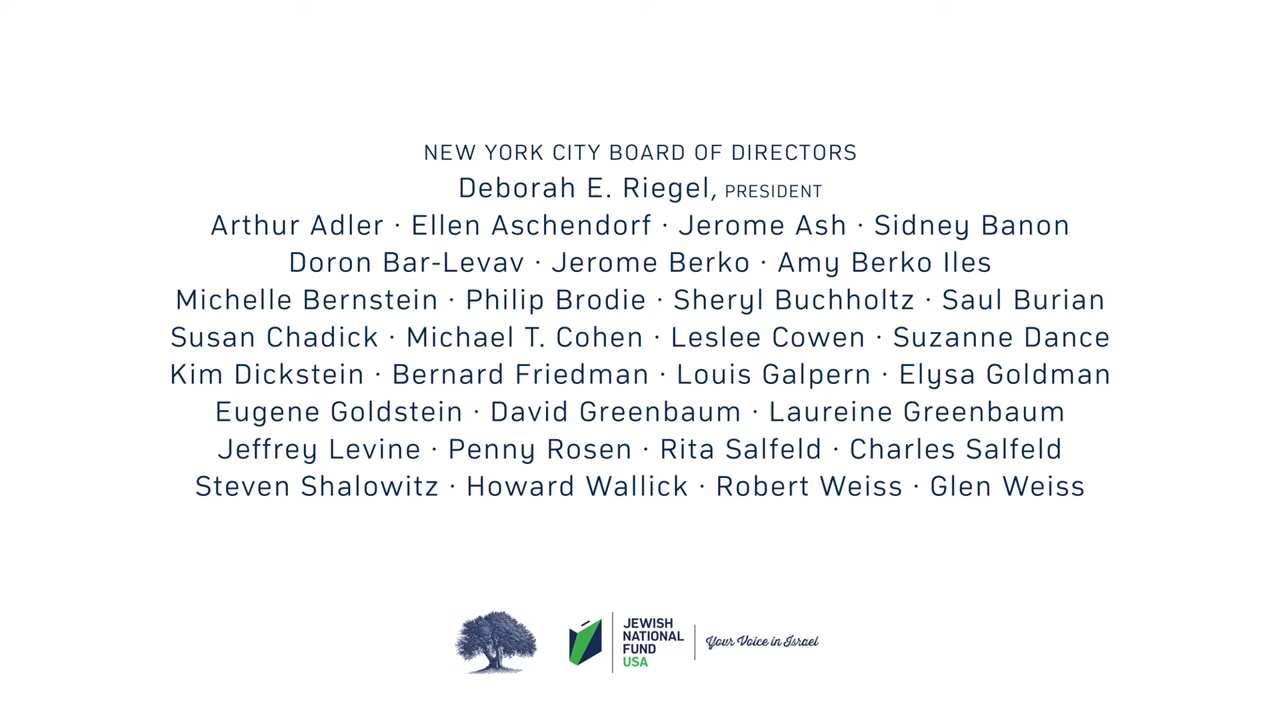 NEW YORK CITY BOARD OF DIRECTORS
Deborah E. Riegel, PRESIDENT
Arthur Adler · Ellen Aschendorf · Jerome Ash · Sidney Banon
Doron Bar-Levav · Jerome Berko · Amy Berko Iles
Michelle Bernstein · Philip Brodie · Sheryl Buchholtz · Saul Burian
Susan Chadick · Michael T. Cohen · Leslee Cowen · Suzanne Dance
Kim Dickstein · Bernard Friedman · Louis Galpern · Elysa Goldman
Eugene Goldstein · David Greenbaum · Laureine Greenbaum
Jeffrey Levine · Penny Rosen · Rita Salfeld · Charles Salfeld
Steven Shalowitz · Howard Wallick · Robert Weiss · Glen Weiss
JEWISH
NATIONAL
FUND
USA
Your Voice in Israel